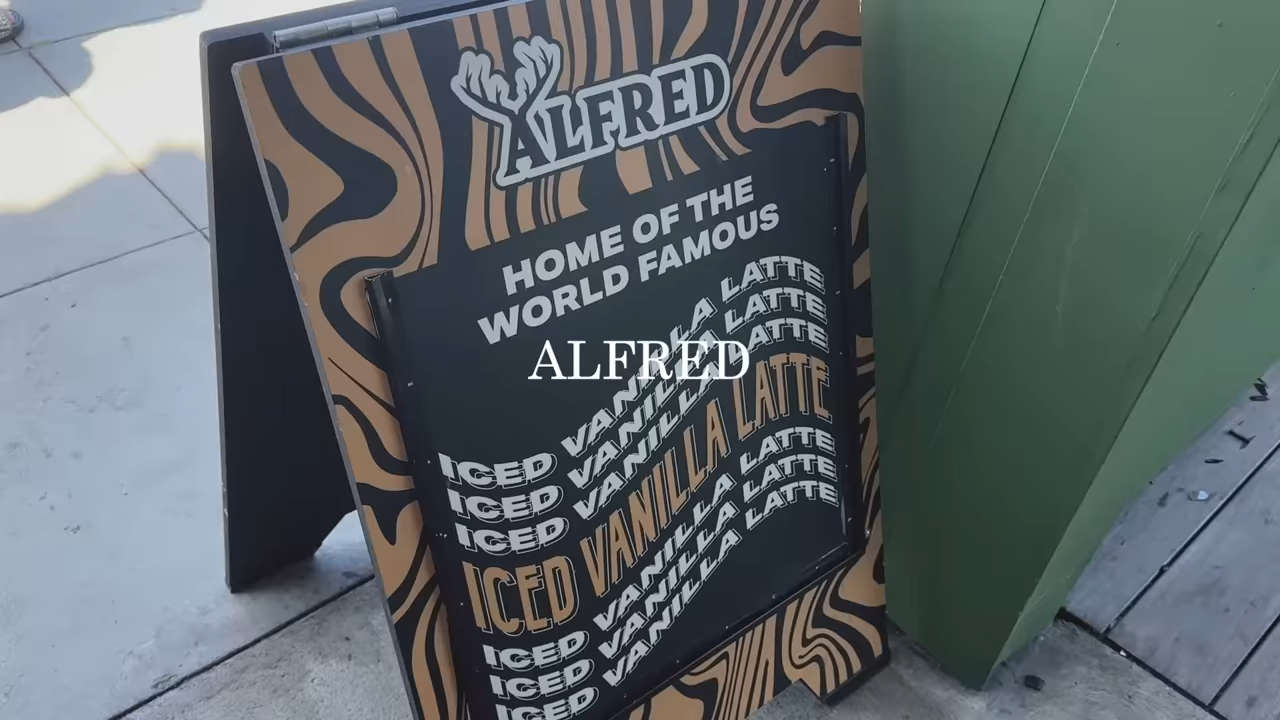 ALFRED
HOME OF THE
WORLD FAMOUS
ALFRED
ICED VANILLA LATTE
ICED VANILLA LATTE
ICED VANILLA LATTE
ICED VANILLA LATTE
ICED VANILLA LATTE
ICED VANILLA LATTE
ICED VANILLA LATTE